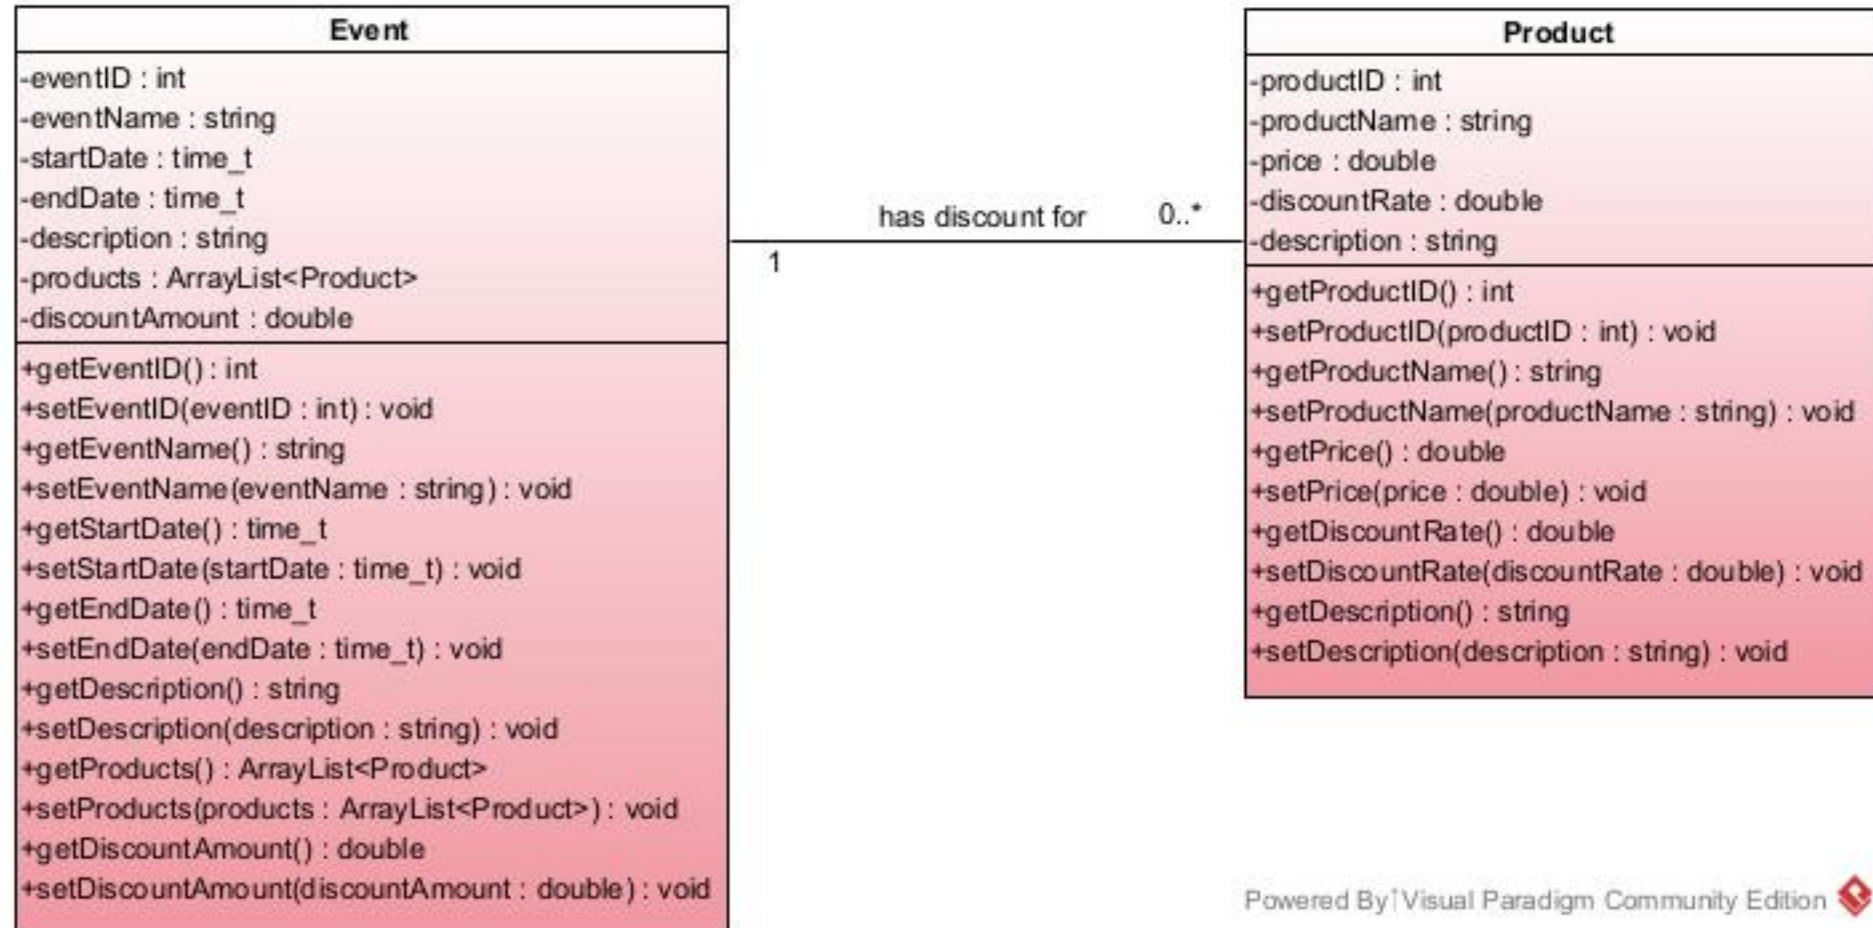 Event
-eventID : int
-eventName : string
-startDate : time_t
-endDate : time_t
-description : string
-products : ArrayList<Product>
-discountAmount : double
+getEventID() : int
+setEventID(eventID : int) : void
+getEventName() : string
+setEventName(eventName : string) : void
+getStartDate() : time_t
+setStartDate(startDate : time_t) : void
+getEndDate() : time_t
+setEndDate(endDate : time_t) : void
+getDescription() : string
+setDescription(description : string) : void
+getProducts() : ArrayList<Product>
+setProducts(products : ArrayList<Product>) : void
+getDiscountAmount() : double
+setDiscountAmount(discountAmount : double) : void
has discount for
0..*
1
Product
-productID : int
-productName : string
-price : double
-discountRate : double
-description : string
+getProductID() : int
+setProductID(productID : int) : void
+getProductName() : string
+setProductName(productName : string) : void
+getPrice() : double
+setPrice(price : double) : void
+getDiscountRate() : double
+setDiscountRate(discountRate : double) : void
+getDescription() : string
+setDescription(description : string) : void
Powered By Visual Paradigm Community Edition